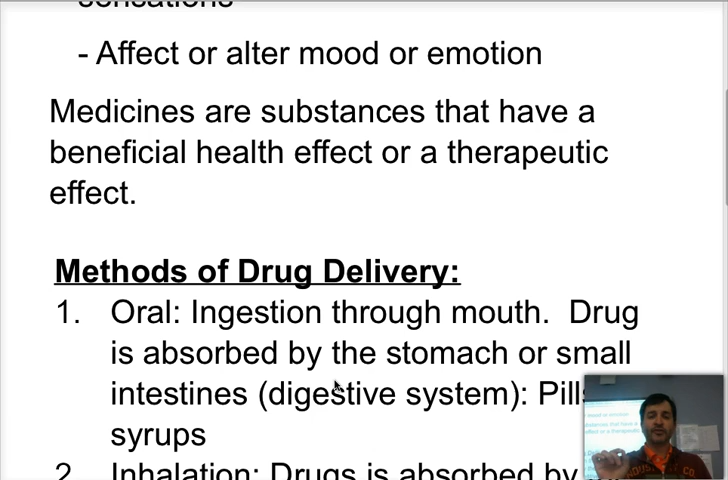 sensations
- Affect or alter mood or emotion
Medicines are substances that have a
beneficial health effect or a therapeutic
effect.
Methods of Drug Delivery:
1. Oral: Ingestion through mouth. Drug
is absorbed by the stomach or small
intestines (digestive system): Pills
syrups
2. Inhalation: Drugs is absorbed by